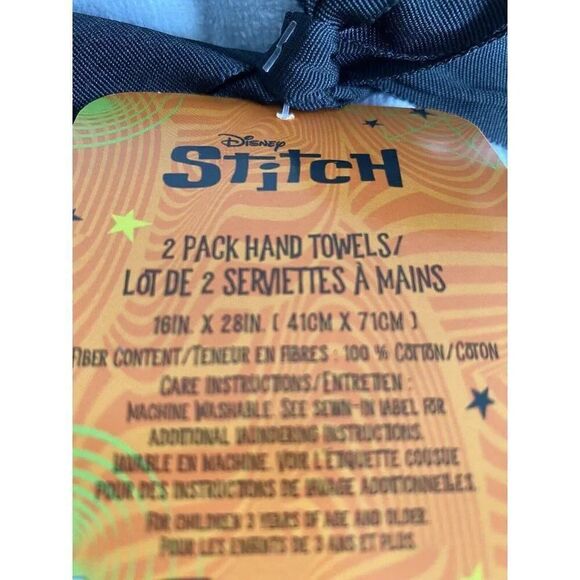 Disney
STITCH
2 PACK HAND TOWELS/
LOT DE 2 SERVIETTES À MAINS
16IN. X 28IN. ( 41CM X 71CM )
FIBER CONTENT/TENEUR EN FIBRES : 100 % COTTON/COTON
CARE INSTRUCTIONS/ENTRETIEN :
MACHINE WASHABLE. SEE SEWN-IN LABEL FOR
ADDITIONAL LAUNDERING INSTRUCTIONS.
LAVABLE EN MACHINE. VOIR L'ÉTIQUETTE COUSUE
POUR DES INSTRUCTIONS DE LAVAGE ADDITIONNELLES.
FOR CHILDREN 3 YEARS OF AGE AND OLDER.
POUR LES ENFANTS DE 3 ANS ET PLUS.